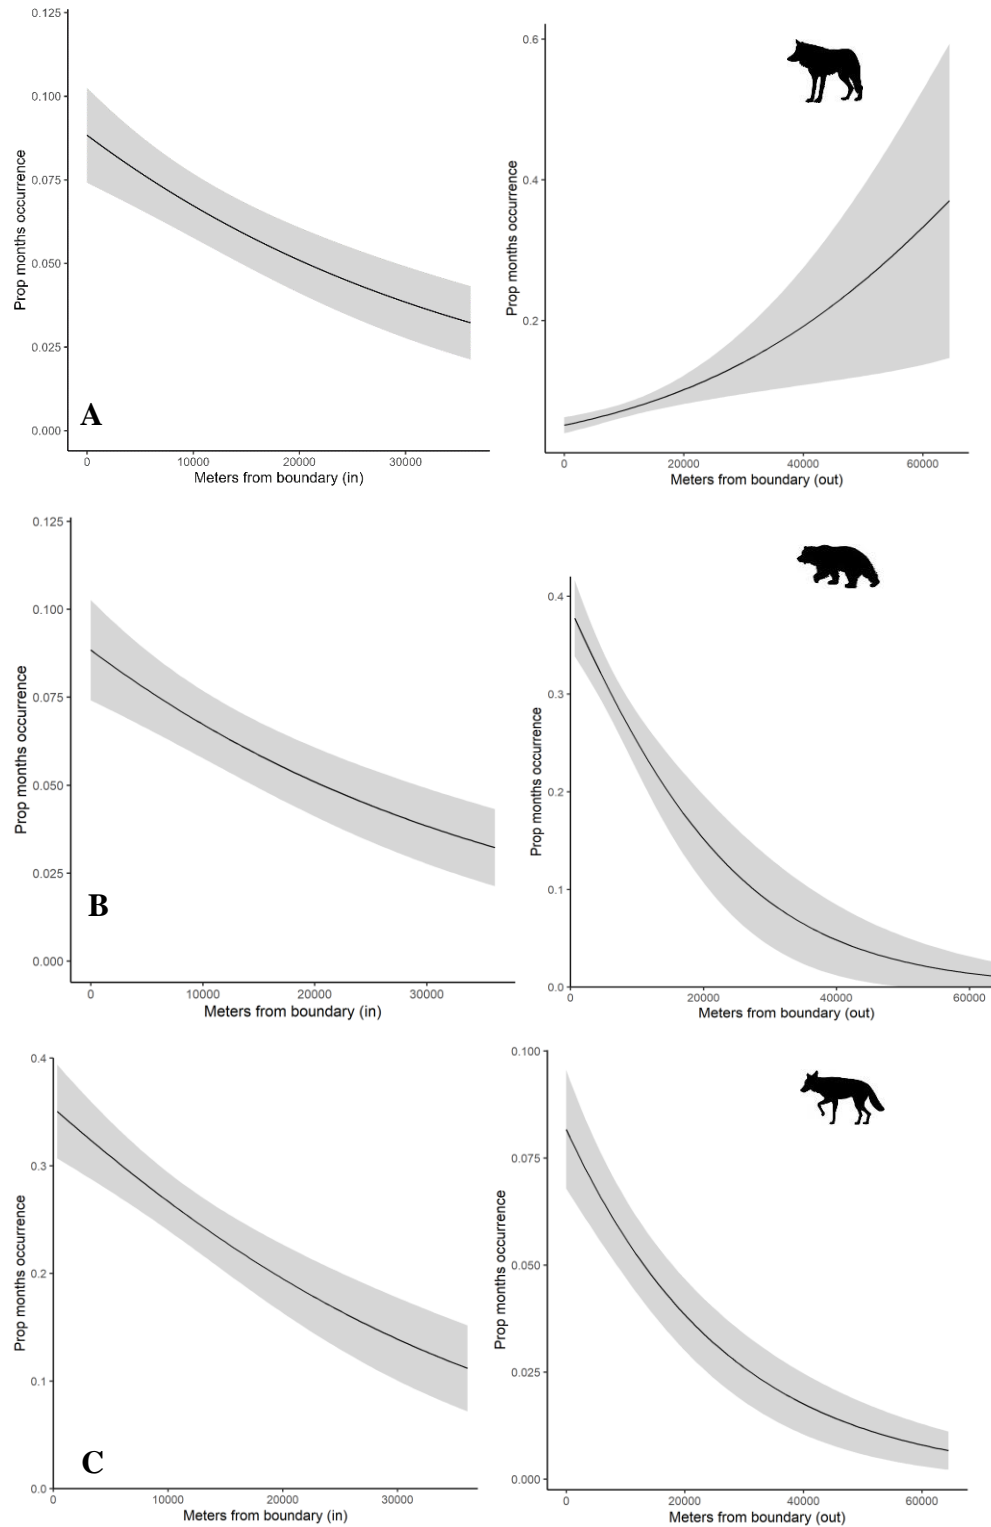 0.125
0.100
0.075
0.050
0.025
0.000
Prop months occurrence
A
0 10000 20000 30000
Meters from boundary (in)
0.6
0.4
0.2
Prop months occurrence
0 20000 40000 60000
Meters from boundary (out)
0.125
0.100
0.075
0.050
0.025
0.000
Prop months occurrence
B
0 10000 20000 30000
Meters from boundary (in)
0.4
0.3
0.2
0.1
0.0
Prop months occurrence
0 20000 40000 60000
Meters from boundary (out)
0.4
0.3
0.2
0.1
0.0
Prop months occurrence
C
0 10000 20000 30000
Meters from boundary (in)
0.100
0.075
0.050
0.025
0.000
Prop months occurrence
0 20000 40000 60000
Meters from boundary (out)